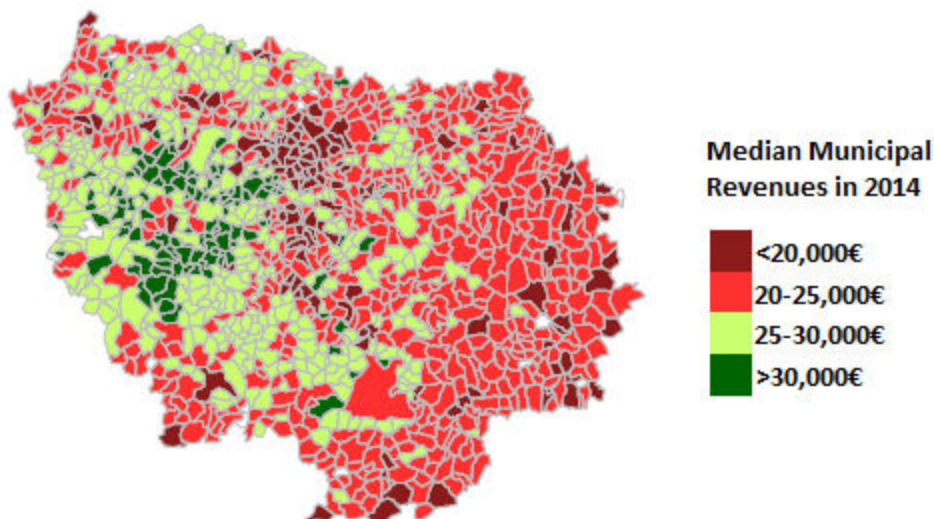 Median Municipal
Revenues in 2014
<20,000€
20-25,000€
25-30,000€
>30,000€